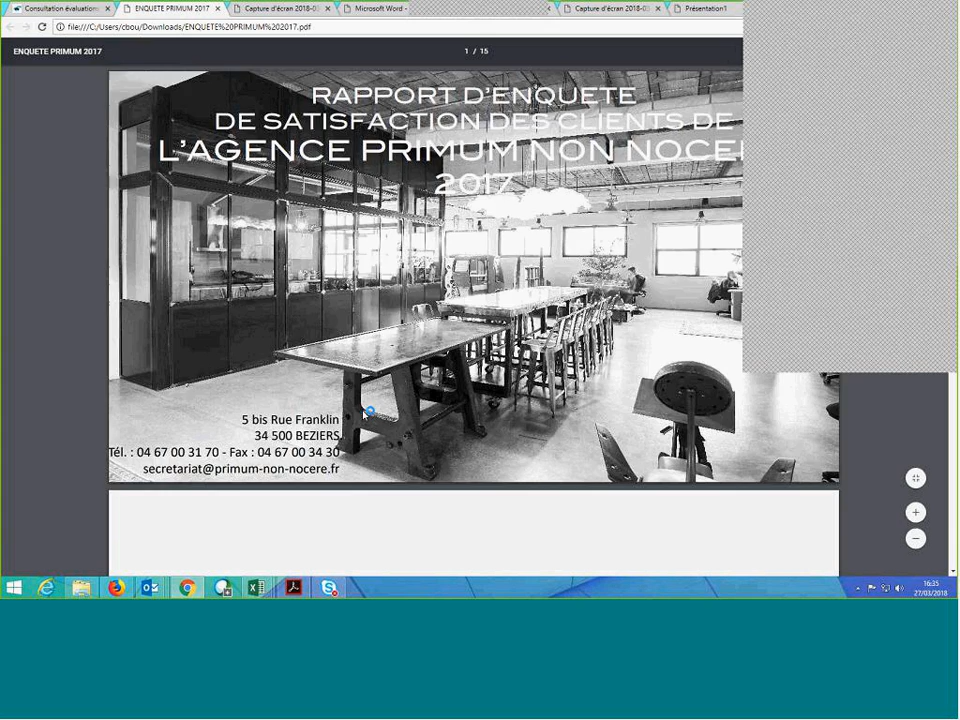 Consultation évaluations
ENQUETE PRIMUM 2017
Capture d'écran 2018-03
Microsoft Word -
Capture d'écran 2018-03
Présentation1
file:///C:/Users/cbou/Downloads/ENQUETE%20PRIMUM%202017.pdf
ENQUETE PRIMUM 2017
1 / 15
RAPPORT D'ENQUETE
DE SATISFACTION DES CLIENTS DE
L'AGENCE PRIMUM NON NOCE
2017
5 bis Rue Franklin
34 500 BEZIERS
Tél. : 04 67 00 31 70 - Fax : 04 67 00 34 30
secretariat@primum-non-nocere.fr
16:35
27/03/2018